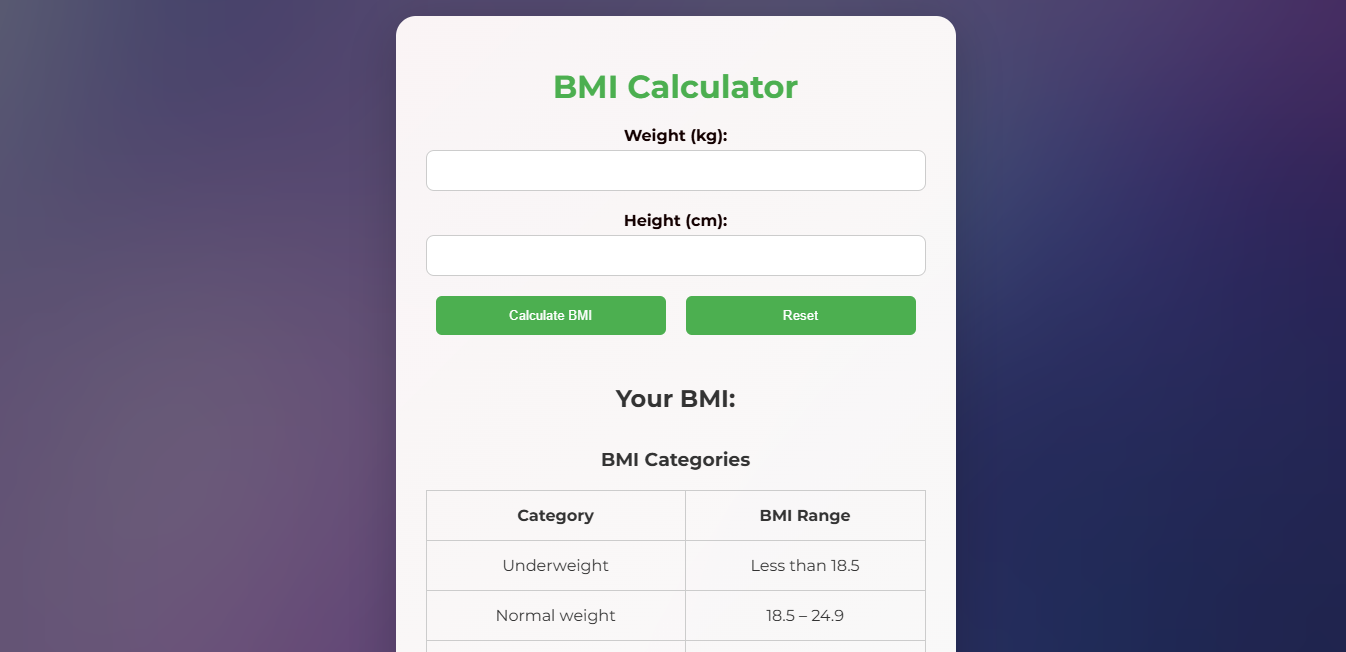 BMI Calculator
Weight (kg):
Height (cm):
Calculate BMI Reset
Your BMI:
BMI Categories
Category BMI Range
Underweight Less than 18.5
Normal weight 18.5 – 24.9